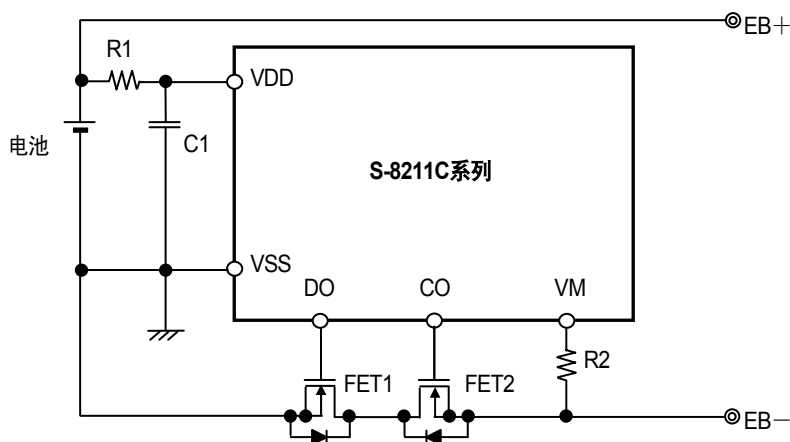 EB＋
R1
VDD
电池
C1
S-8211C系列
VSS
DO
CO
VM
R2
FET1
FET2
EB－